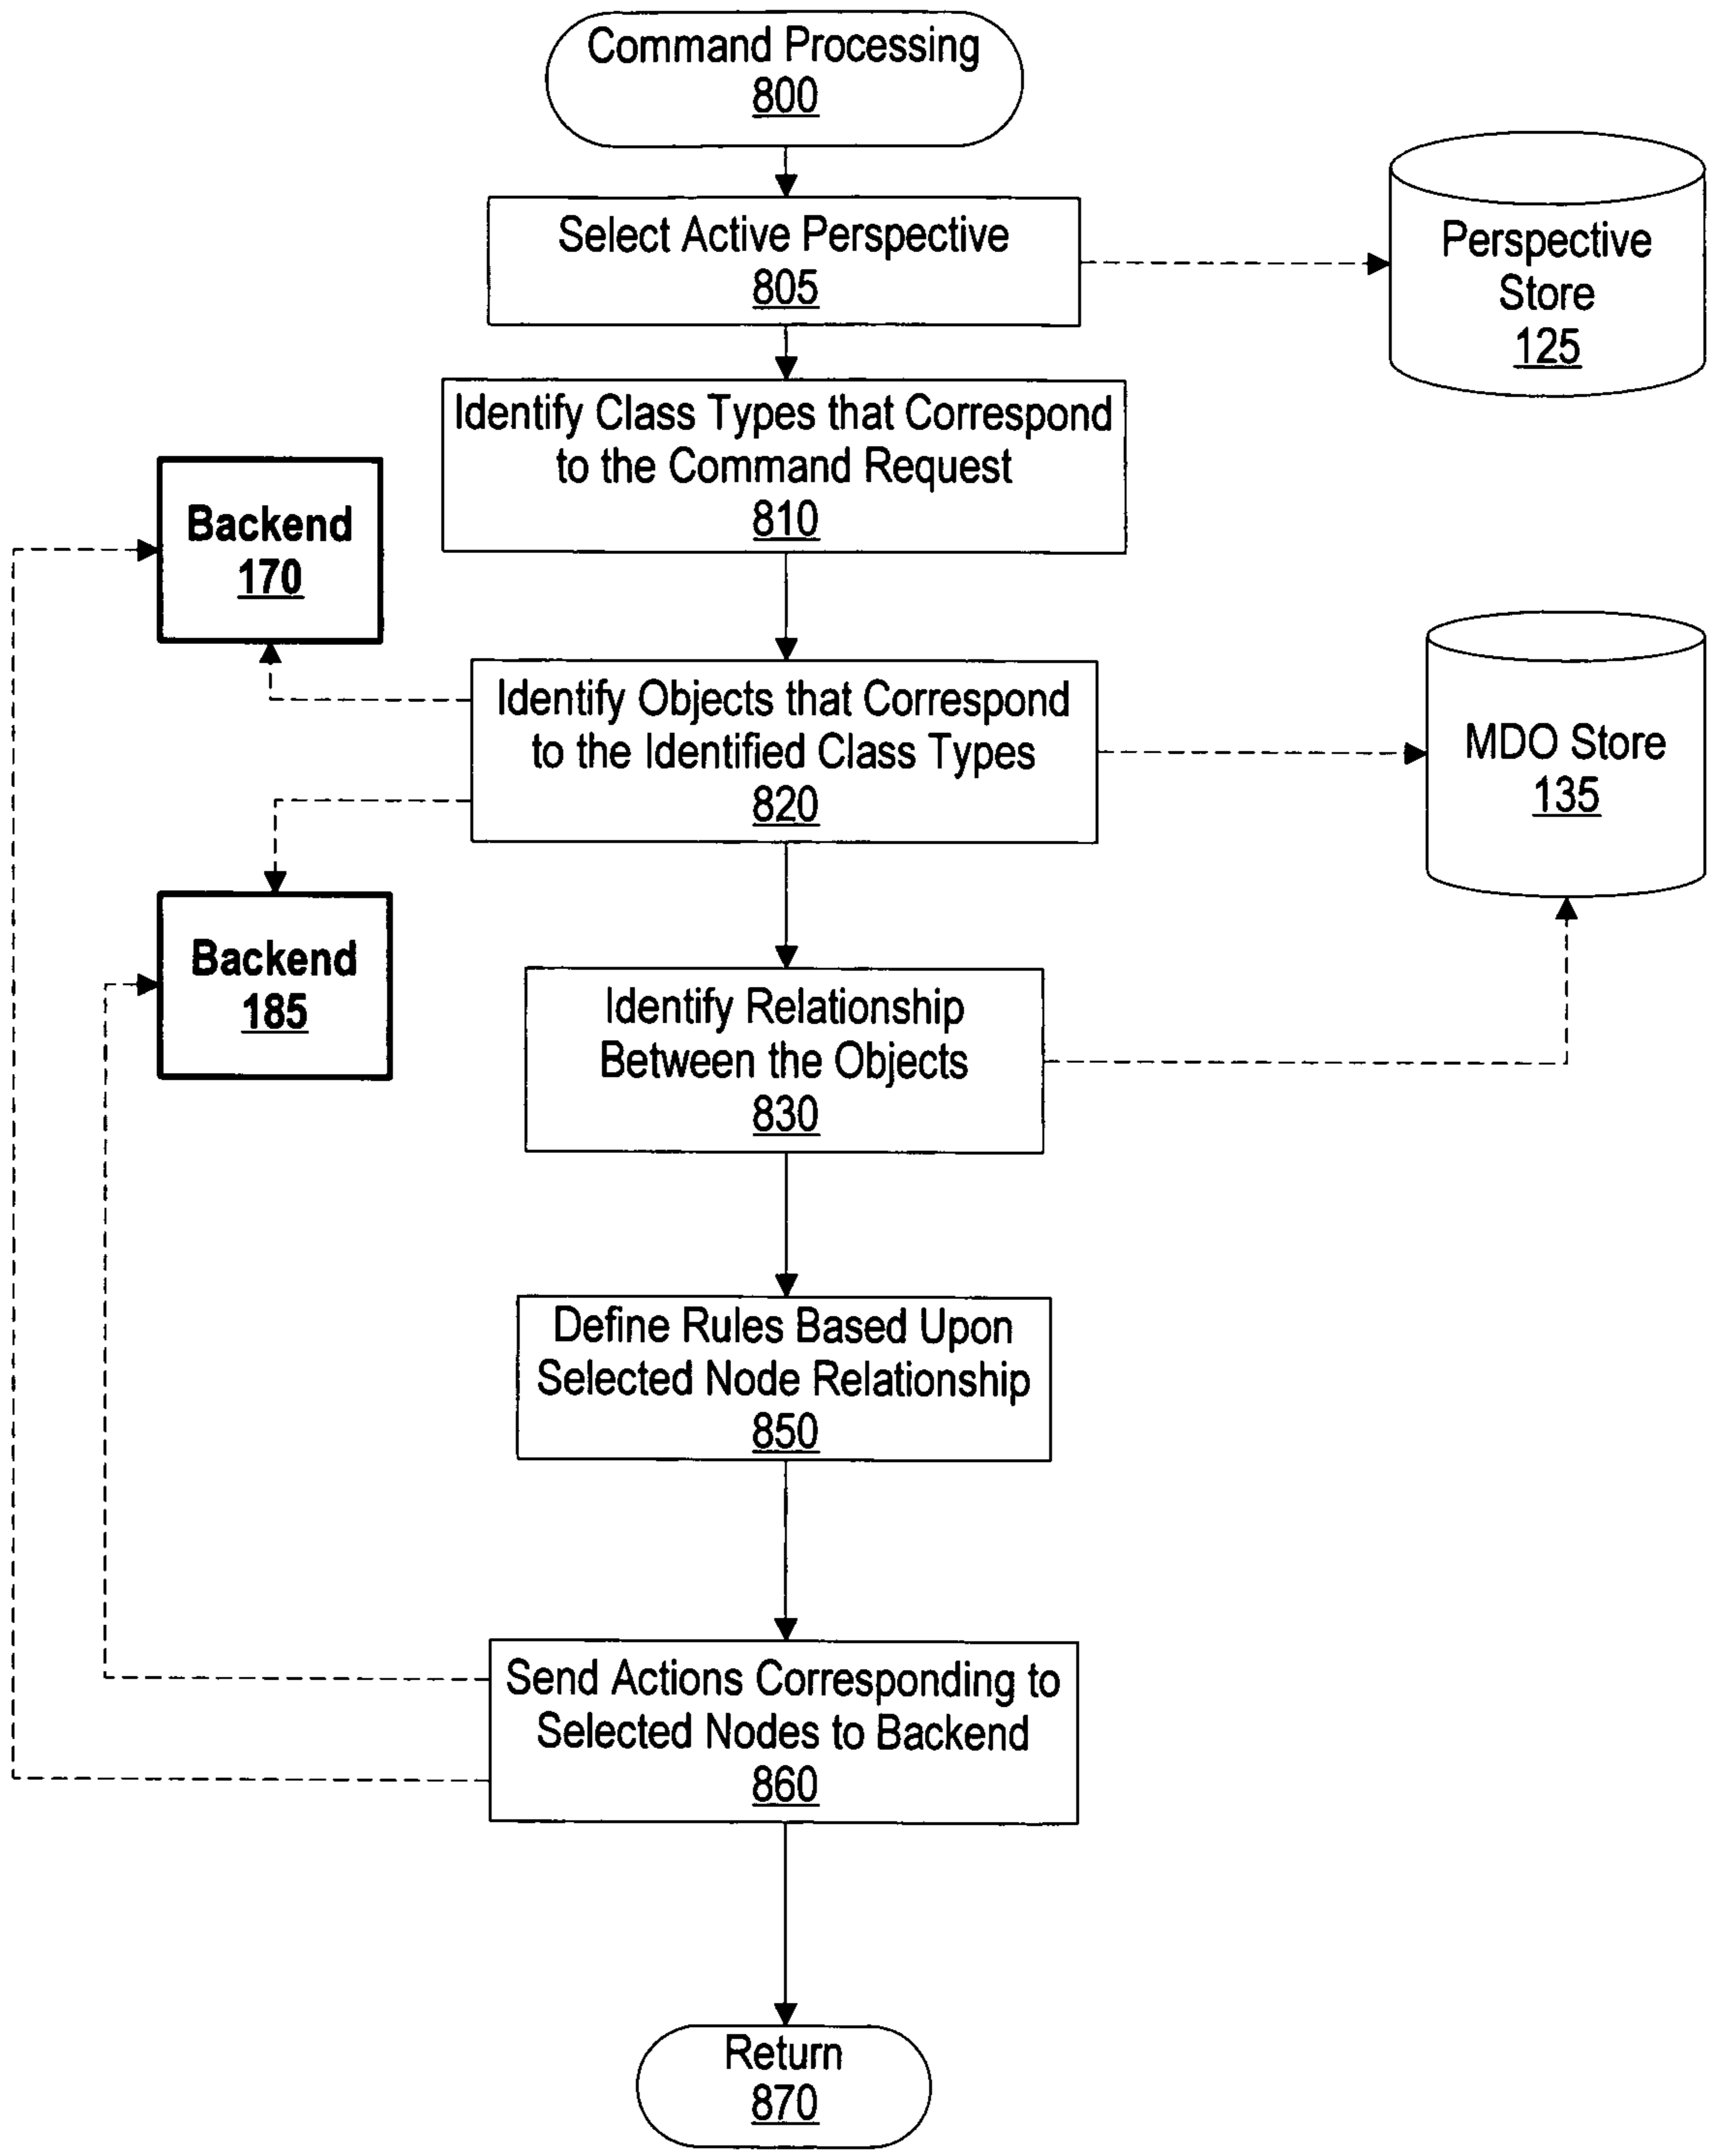 Command Processing
800
Select Active Perspective
805
Perspective
Store
125
Identify Class Types that Correspond
to the Command Request
810
Backend
170
Identify Objects that Correspond
to the Identified Class Types
820
MDO Store
135
Backend
185
Identify Relationship
Between the Objects
830
Define Rules Based Upon
Selected Node Relationship
850
Send Actions Corresponding to
Selected Nodes to Backend
860
Return
870